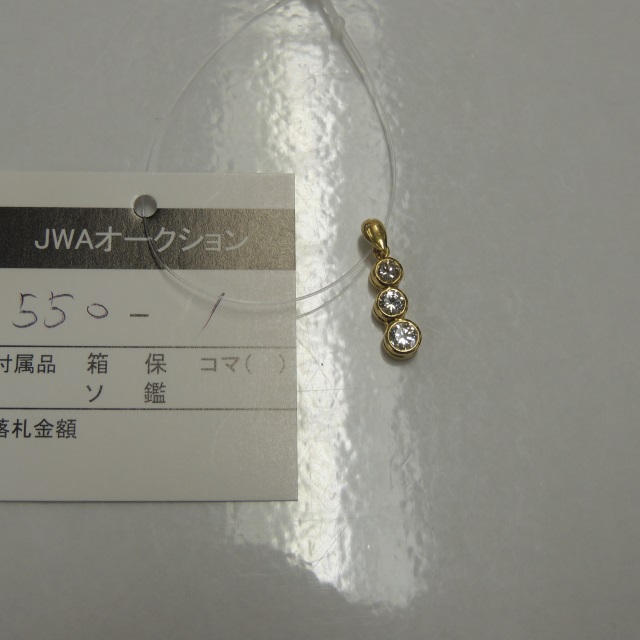 JWAオークション
550-1
付属品 箱 保 コマ( )
ソ 鑑
落札金額